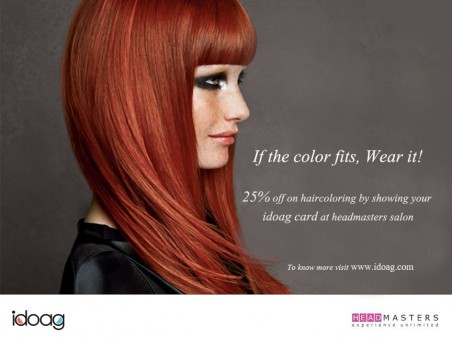 If the color fits, Wear it!
25% off on haircoloring by showing your
idoag card at headmasters salon
To know more visit www.idoag.com
idoag
HEADMASTERS
experience unlimited